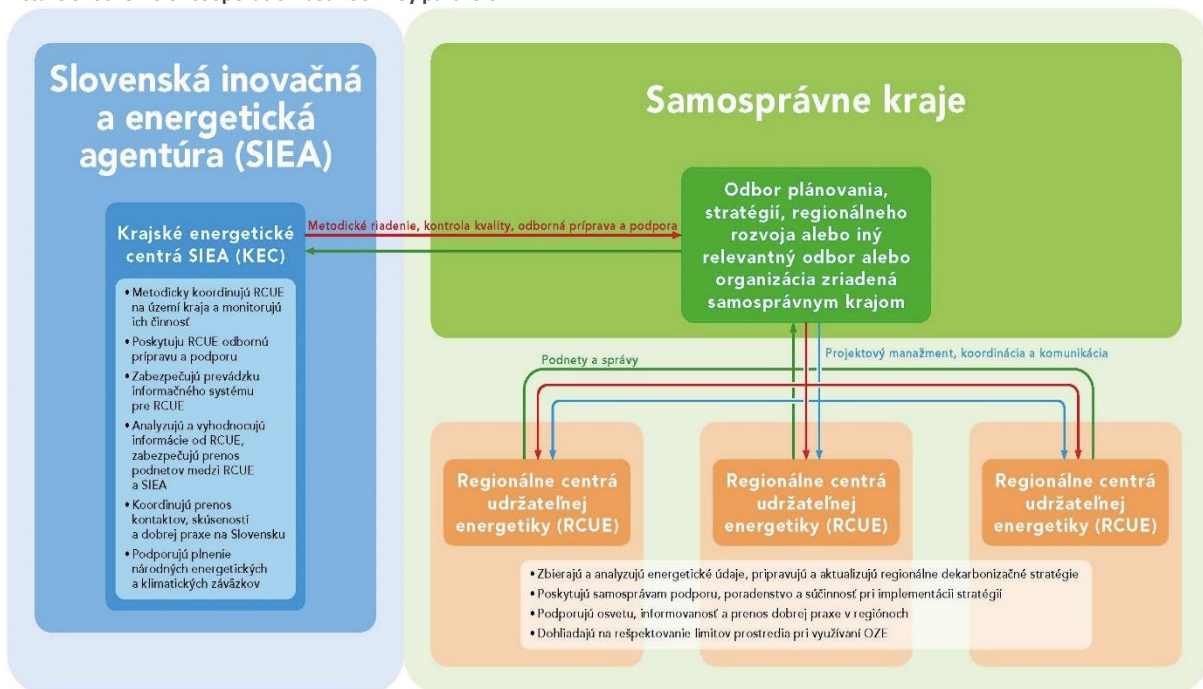 Slovenská inovačná
a energetická
agentúra (SIEA)
Krajské energetické
centrá SIEA (KEC)
• Metodicky koordinujú RCUE
na území kraja a monitorujú
ich činnosť
• Poskytuju RCUE odbornú
prípravu a podporu
• Zabezpečujú prevádzku
informačného systému
pre RCUE
• Analyzujú a vyhodnocujú
informácie od RCUE,
zabezpečujú prenos
podnetov medzi RCUE
a SIEA
• Koordinujú prenos
kontaktov, skúseností
a dobrej praxe na Slovensku
• Podporujú plnenie
národných energetických
a klimatických záväzkov
Metodické riadenie, kontrola kvality, odborná príprava a podpora
Samosprávne kraje
Odbor plánovania,
stratégií, regionálneho
rozvoja alebo iný
relevantný odbor alebo
organizácia zriadená
samosprávnym krajom
Podnety a správy
Projektový manažment, koordinácia a komunikácia
Regionálne centrá
udržateľnej
energetiky (RCUE)
Regionálne centrá
udržateľnej
energetiky (RCUE)
Regionálne centrá
udržateľnej
energetiky (RCUE)
• Zbierajú a analyzujú energetické údaje, pripravujú a aktualizujú regionálne dekarbonizačné stratégie
• Poskytujú samosprávam podporu, poradenstvo a súčinnosť pri implementácii stratégií
• Podporujú osvetu, informovanosť a prenos dobrej praxe v regiónoch
• Dohliadajú na rešpektovanie limitov prostredia pri využívaní OZE